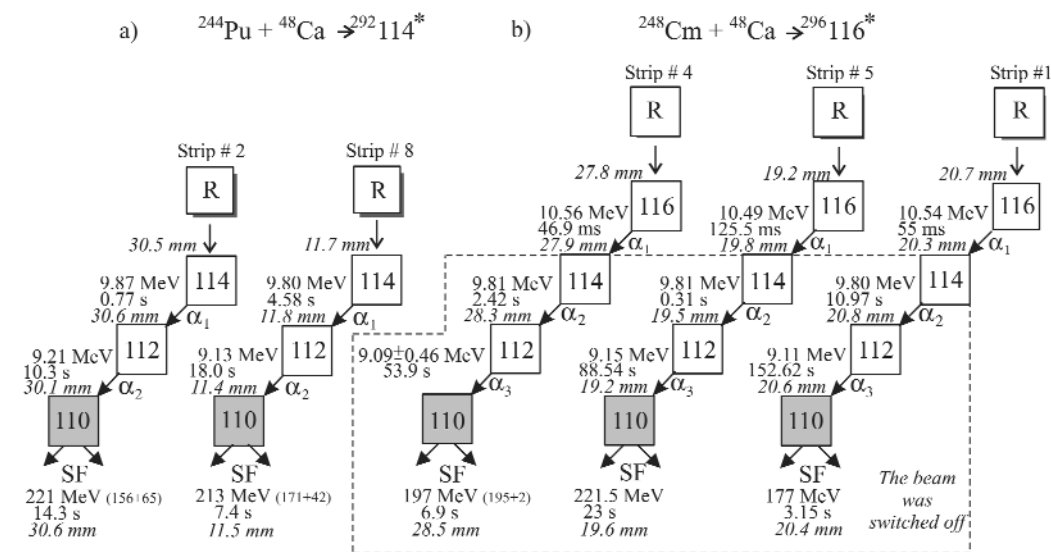 a) ²⁴⁴Pu + ⁴⁸Ca → ²⁹²114*
b) ²⁴⁸Cm + ⁴⁸Ca → ²⁹⁶116*
Strip # 2
R
30.5 mm
114
9.87 MeV
0.77 s
30.6 mm
α₁
112
9.21 MeV
10.3 s
30.1 mm
α₂
110
SF
221 MeV (156+65)
14.3 s
30.6 mm
Strip # 8
R
11.7 mm
114
9.80 MeV
4.58 s
11.8 mm
α₁
112
9.13 MeV
18.0 s
11.4 mm
α₂
110
SF
213 MeV (171+42)
7.4 s
11.5 mm
Strip # 4
R
27.8 mm
116
10.56 MeV
46.9 ms
27.9 mm
α₁
114
9.81 MeV
2.42 s
28.3 mm
α₂
112
9.09±0.46 MeV
53.9 s
α₃
110
SF
197 MeV (195+2)
6.9 s
28.5 mm
Strip # 5
R
19.2 mm
116
10.49 MeV
125.5 ms
19.8 mm
α₁
114
9.81 MeV
0.31 s
19.5 mm
α₂
112
9.15 MeV
88.54 s
19.2 mm
α₃
110
SF
221.5 MeV
23 s
19.6 mm
Strip #1
R
20.7 mm
116
10.54 MeV
55 ms
20.3 mm
α₁
114
9.80 MeV
10.97 s
20.8 mm
α₂
112
9.11 MeV
152.62 s
20.6 mm
α₃
110
SF
177 MeV
3.15 s
20.4 mm
The beam
was
switched off